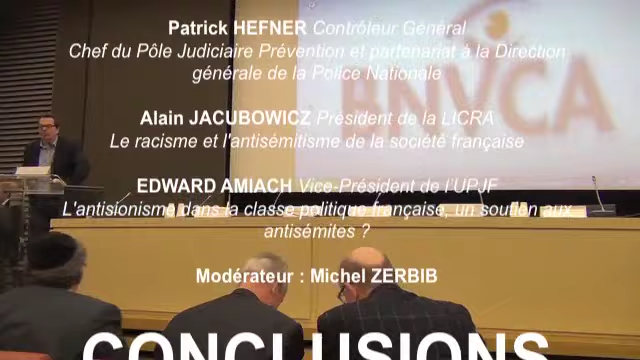 Patrick HEFNER Contrôleur Général
Chef du Pôle Judiciaire Prévention et partenariat à la Direction
générale de la Police Nationale
BNVCA
Alain JACUBOWICZ Président de la LICRA
Le racisme et l'antisémitisme de la société française
EDWARD AMIACH Vice-Président de l'UPJF
L'antisionisme dans la classe politique française, un soutien aux
antisémites ?
Modérateur : Michel ZERBIB
CONCLUSIONS